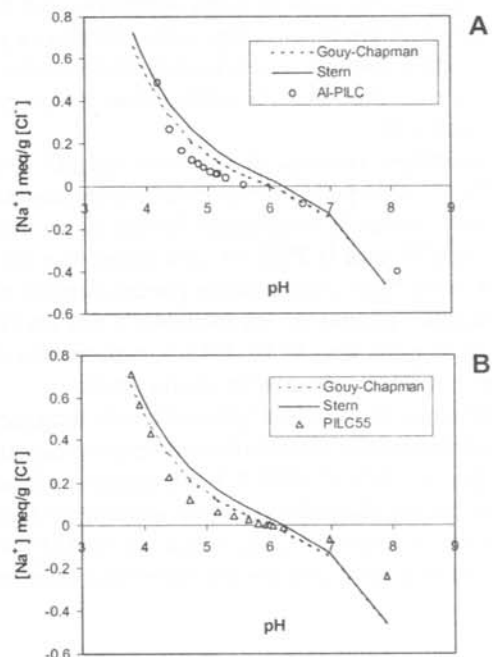 A
0.8
0.6
0.4
0.2
0
-0.2
-0.4
-0.6
3 4 5 6 7 8 9
[Na⁺] meq/g [Cl⁻]
pH
Gouy-Chapman
Stern
Al-PILC
B
0.8
0.6
0.4
0.2
0
-0.2
-0.4
-0.6
3 4 5 6 7 8 9
[Na⁺] meq/g [Cl⁻]
pH
Gouy-Chapman
Stern
PILC55